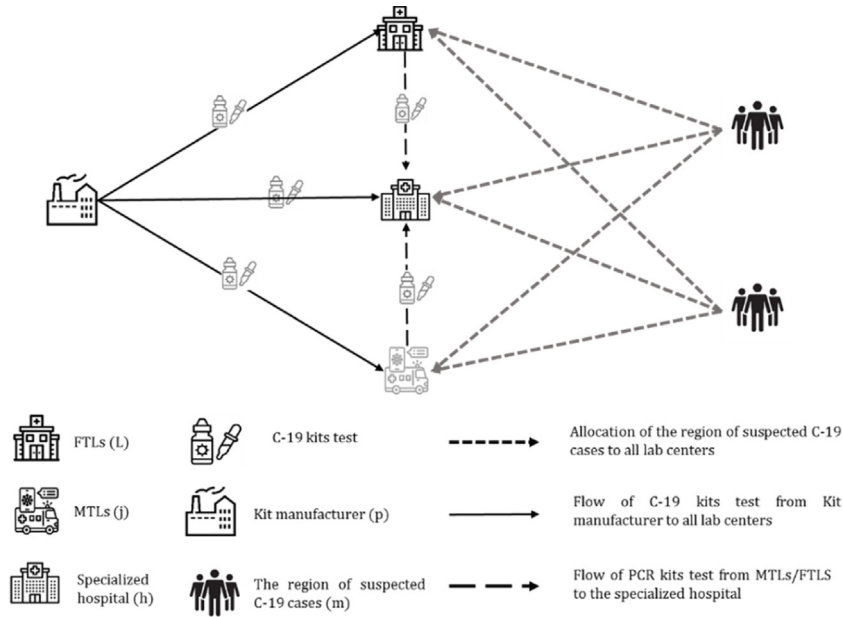 FTLs (L)
C-19 kits test
Allocation of the region of suspected C-19
cases to all lab centers
MTLs (j)
Kit manufacturer (p)
Flow of C-19 kits test from Kit
manufacturer to all lab centers
Specialized
hospital (h)
The region of suspected
C-19 cases (m)
Flow of PCR kits test from MTLs/FTLS
to the specialized hospital